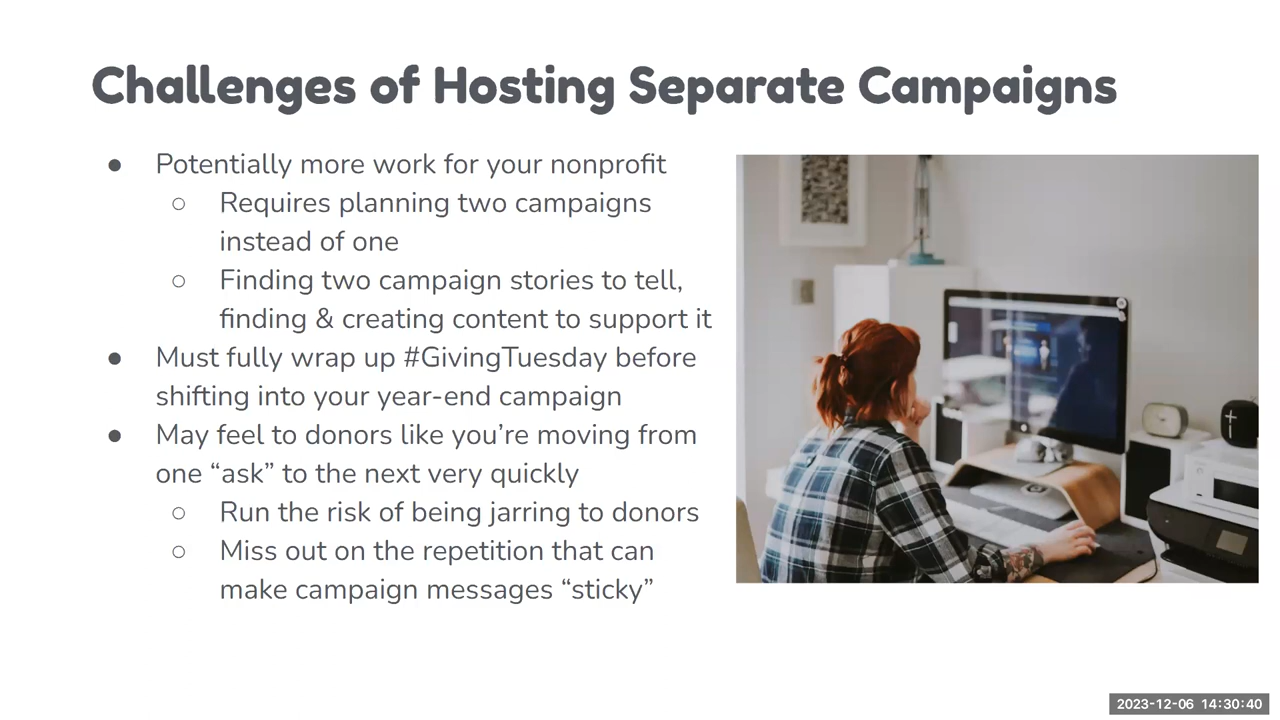 Challenges of Hosting Separate Campaigns
● Potentially more work for your nonprofit
○ Requires planning two campaigns
instead of one
○ Finding two campaign stories to tell,
finding & creating content to support it
● Must fully wrap up #GivingTuesday before
shifting into your year-end campaign
● May feel to donors like you’re moving from
one “ask” to the next very quickly
○ Run the risk of being jarring to donors
○ Miss out on the repetition that can
make campaign messages “sticky”
2023-12-06 14:30:40